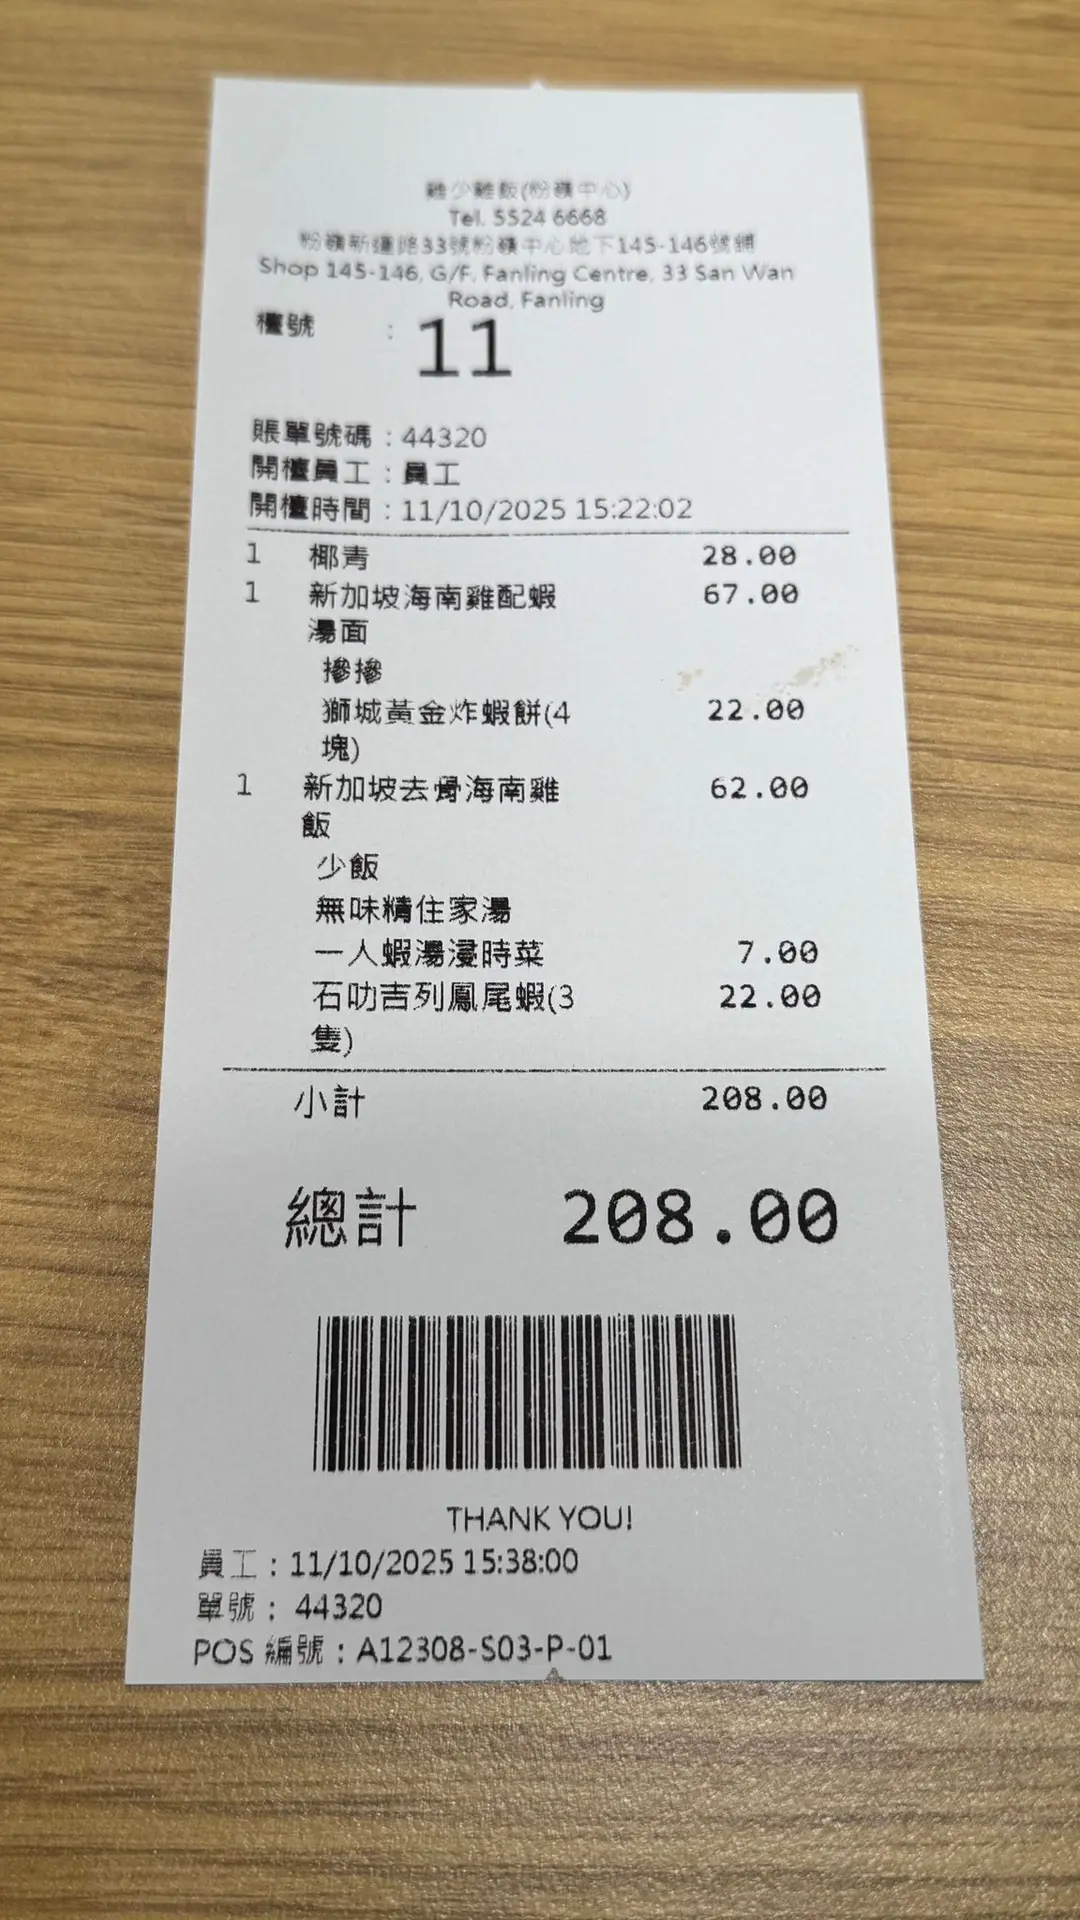 雞少雞飯(粉嶺中心)
Tel. 5524 6668
粉嶺新運路33號粉嶺中心地下145-146號舖
Shop 145-146, G/F, Fanling Centre, 33 San Wan
Road, Fanling
檯號 : 11
賬單號碼 : 44320
開檯員工 : 員工
開檯時間 : 11/10/2025 15:22:02
1 椰青 28.00
1 新加坡海南雞配蝦 67.00
湯面
摻摻
獅城黃金炸蝦餅(4 22.00
塊)
1 新加坡去骨海南雞 62.00
飯
少飯
無味精住家湯
一人蝦湯浸時菜 7.00
石叻吉列鳳尾蝦(3 22.00
隻)
小計 208.00
總計 208.00
THANK YOU!
員工 : 11/10/2025 15:38:00
單號 : 44320
POS 編號 : A12308-S03-P-01